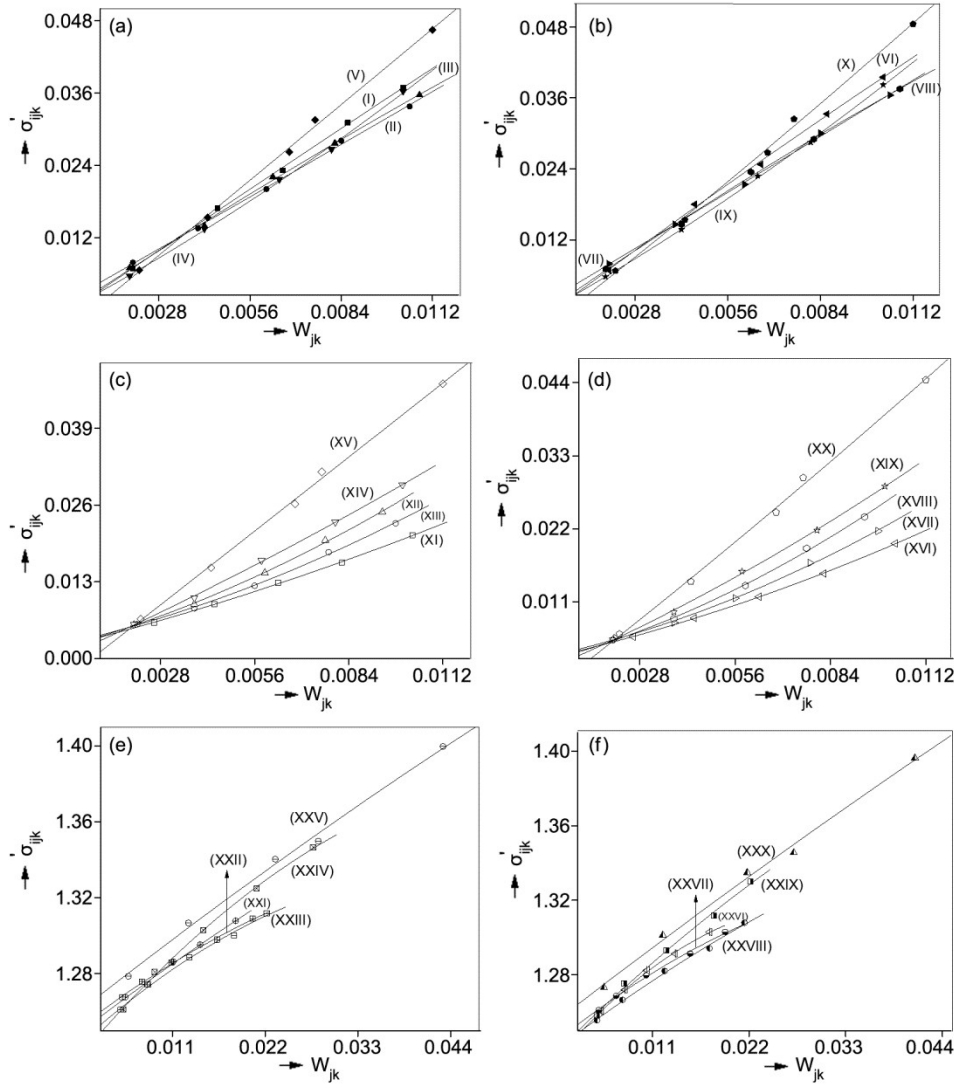 (a)
0.048
0.036
0.024
0.012
σ'ijk
(V)
(I)
(III)
(II)
(IV)
0.0028 0.0056 0.0084 0.0112
Wjk
(b)
0.048
0.036
0.024
0.012
σ'ijk
(X)
(VI)
(VIII)
(IX)
(VII)
0.0028 0.0056 0.0084 0.0112
Wjk
(c)
0.039
0.026
0.013
0.000
σ'ijk
(XV)
(XIV)
(XII)
(XIII)
(XI)
0.0028 0.0056 0.0084 0.0112
Wjk
(d)
0.044
0.033
0.022
0.011
σ'ijk
(XX)
(XIX)
(XVIII)
(XVII)
(XVI)
0.0028 0.0056 0.0084 0.0112
Wjk
(e)
1.40
1.36
1.32
1.28
σ'ijk
(XXV)
(XXII)
(XXIV)
(XXI)
(XXIII)
0.011 0.022 0.033 0.044
Wjk
(f)
1.40
1.36
1.32
1.28
σ'ijk
(XXX)
(XXVII)
(XXIX)
(XXVI)
(XXVIII)
0.011 0.022 0.033 0.044
Wjk